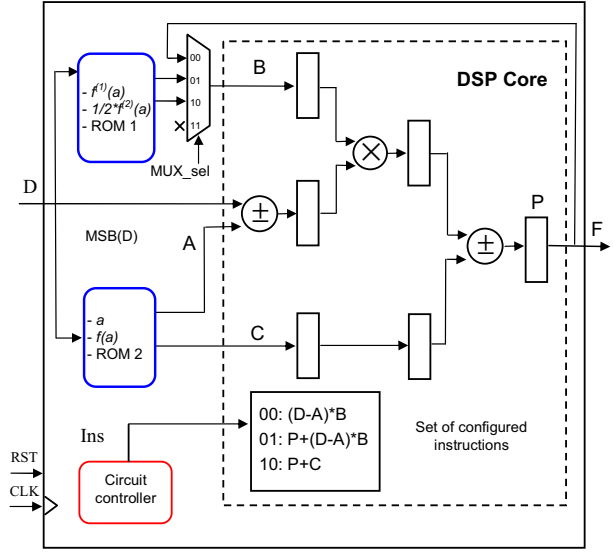 00
01
10
11
MUX_sel
- f(1)(a)
- 1/2*f(2)(a)
- ROM 1
B
DSP Core
×
±
P
F
D
MSB(D)
A
±
- a
- f(a)
- ROM 2
C
Ins
00: (D-A)*B
01: P+(D-A)*B
10: P+C
Set of configured
instructions
RST
CLK
Circuit
controller